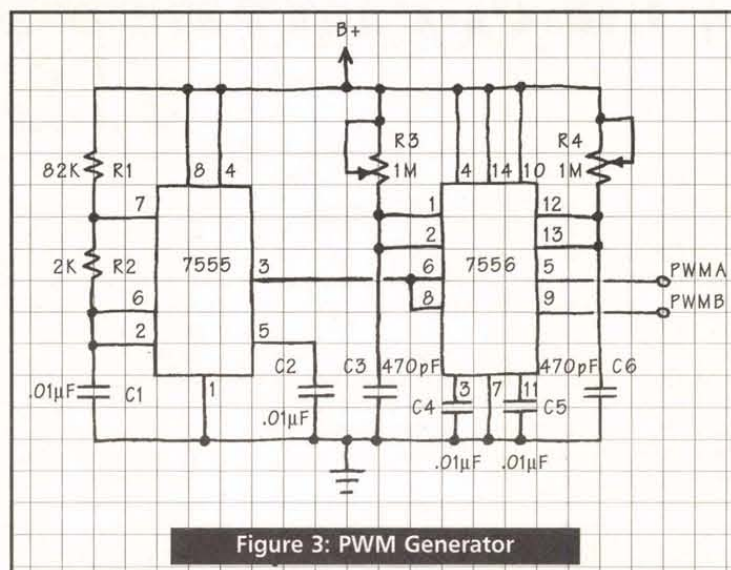 B+
82K R1
8 4
R3
1M
4 14 10
R4
1M
7
1
12
2
13
2K R2
7555
3
6
7556
5
PWMA
6
8
9
PWMB
2
5
C2
C3
470pF
470pF
C6
.01µF C1
1
.01µF
C4
3 7 11
C5
.01µF .01µF
Figure 3: PWM Generator